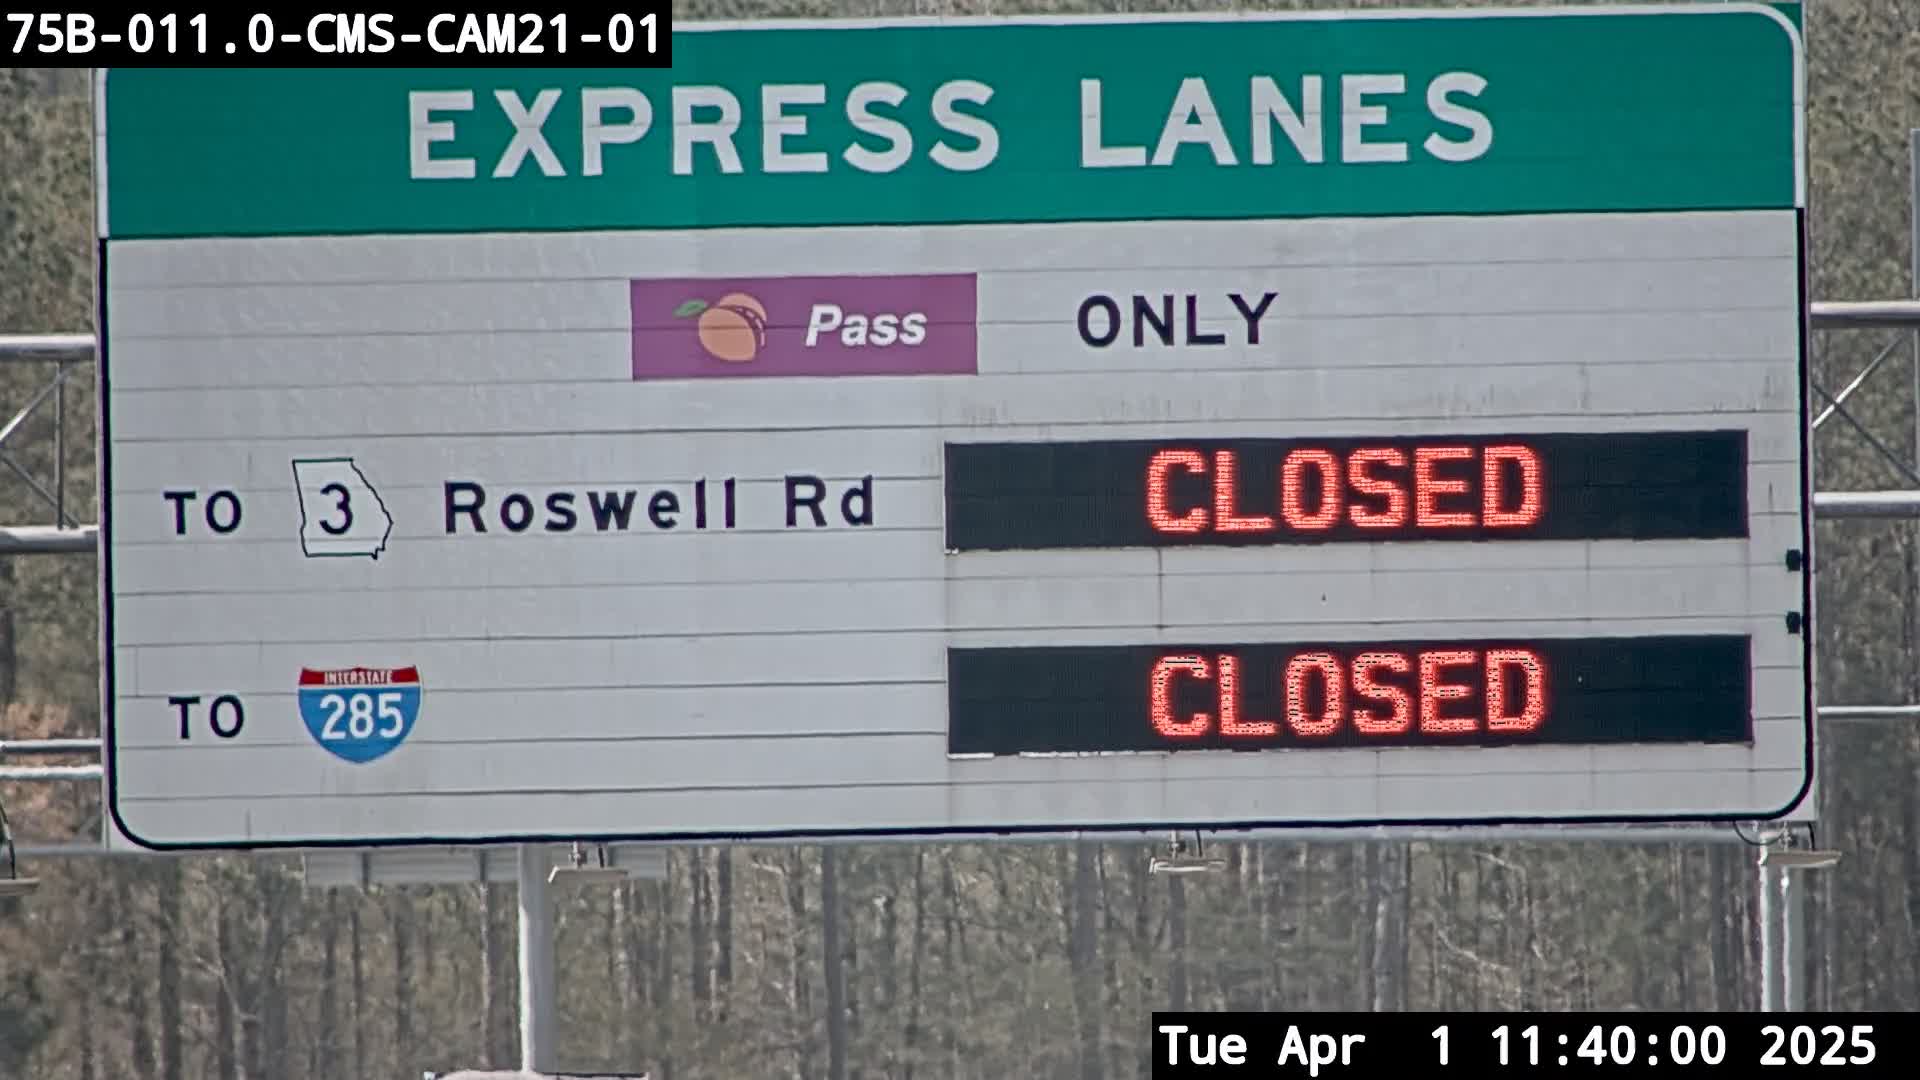 75B-011.0-CMS-CAM21-01
EXPRESS LANES
Pass ONLY
TO 3 Roswell Rd CLOSED
INTERSTATE
TO 285 CLOSED
Tue Apr 1 11:40:00 2025